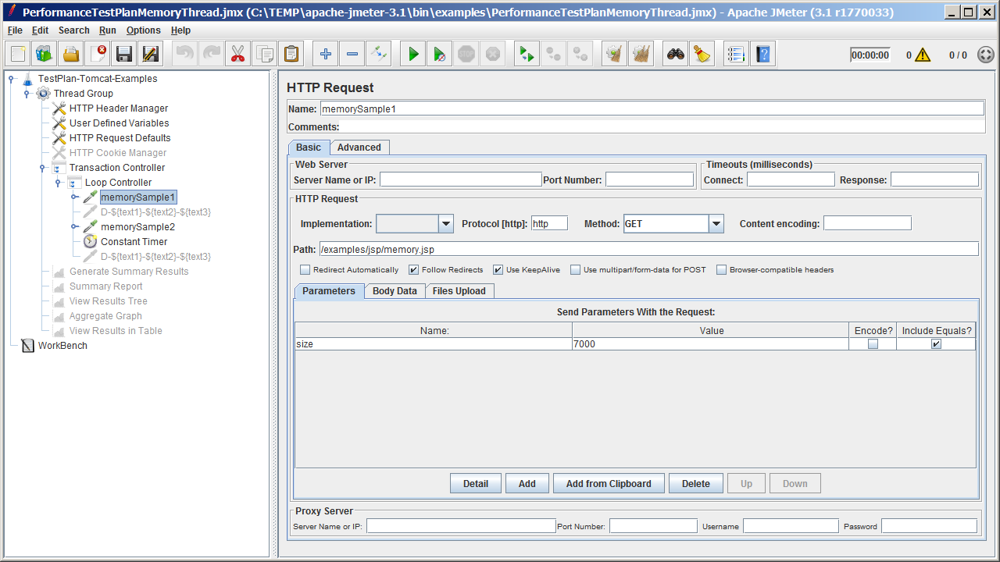 PerformanceTestPlanMemoryThread.jmx (C:\TEMP\apache-jmeter-3.1\bin\examples\PerformanceTestPlanMemoryThread.jmx) - Apache JMeter (3.1 r1770033)
File Edit Search Run Options Help
00:00:00 0 0 / 0
TestPlan-Tomcat-Examples
Thread Group
HTTP Header Manager
User Defined Variables
HTTP Request Defaults
HTTP Cookie Manager
Transaction Controller
Loop Controller
memorySample1
D-${text1}-${text2}-${text3}
memorySample2
Constant Timer
D-${text1}-${text2}-${text3}
Generate Summary Results
Summary Report
View Results Tree
Aggregate Graph
View Results in Table
WorkBench
HTTP Request
Name: memorySample1
Comments:
Basic Advanced
Web Server
Server Name or IP: Port Number:
Timeouts (milliseconds)
Connect: Response:
HTTP Request
Implementation: Protocol [http]: http Method: GET Content encoding:
Path: /examples/jsp/memory.jsp
Redirect Automatically Follow Redirects Use KeepAlive Use multipart/form-data for POST Browser-compatible headers
Parameters Body Data Files Upload
Send Parameters With the Request:
Name: Value Encode? Include Equals?
size 7000
Detail Add Add from Clipboard Delete Up Down
Proxy Server
Server Name or IP: Port Number: Username Password